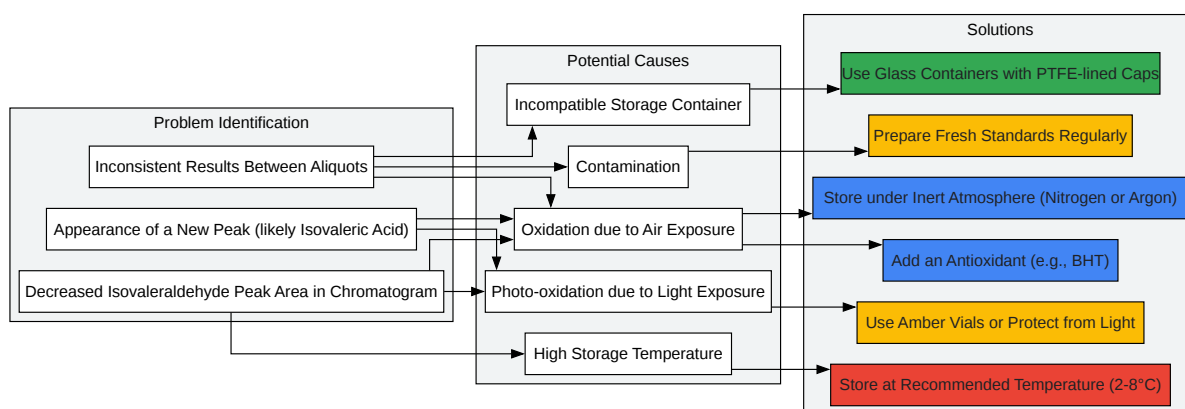 Problem Identification
Inconsistent Results Between Aliquots
Appearance of a New Peak (likely Isovaleric Acid)
Decreased Isovaleraldehyde Peak Area in Chromatogram
Potential Causes
Incompatible Storage Container
Contamination
Oxidation due to Air Exposure
Photo-oxidation due to Light Exposure
High Storage Temperature
Solutions
Use Glass Containers with PTFE-lined Caps
Prepare Fresh Standards Regularly
Store under Inert Atmosphere (Nitrogen or Argon)
Add an Antioxidant (e.g., BHT)
Use Amber Vials or Protect from Light
Store at Recommended Temperature (2-8°C)